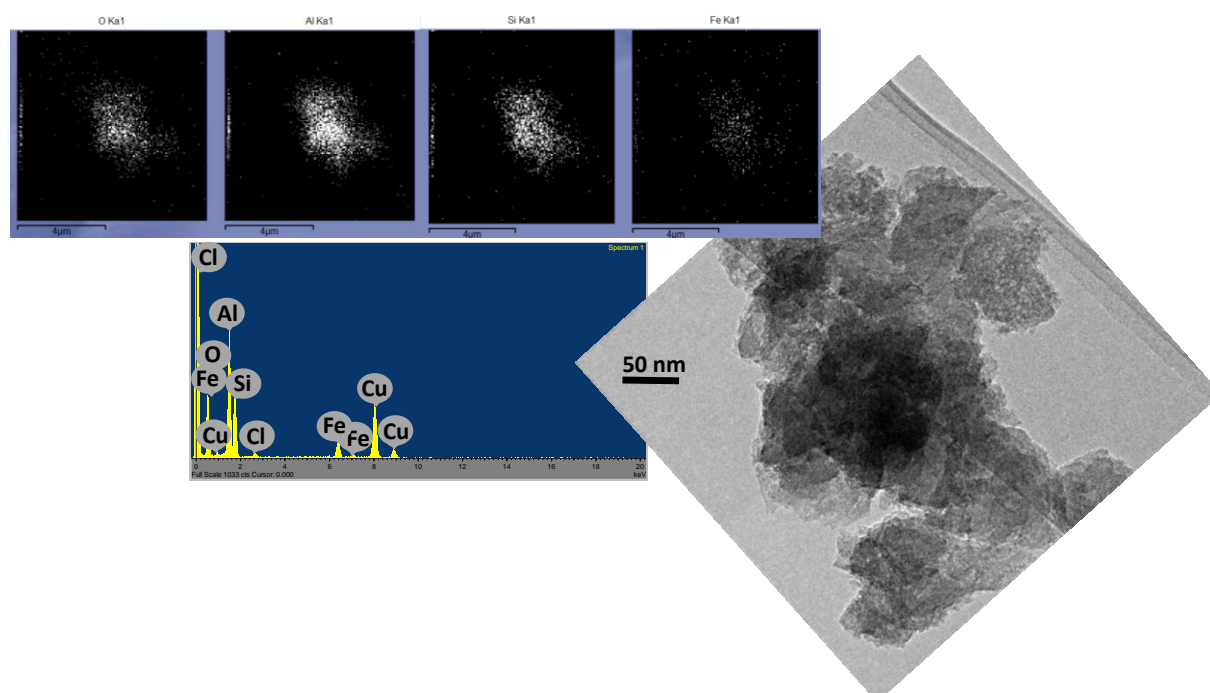 O Ka1
Al Ka1
Si Ka1
Fe Ka1
4µm
4µm
4µm
4µm
Spectrum 1
Cl
Al
O
Fe
Si
Cu
Cl
Fe
Fe
Cu
Cu
0 2 4 6 8 10 12 14 16 18 20
Full Scale 1033 cts Cursor: 0.000 keV
50 nm